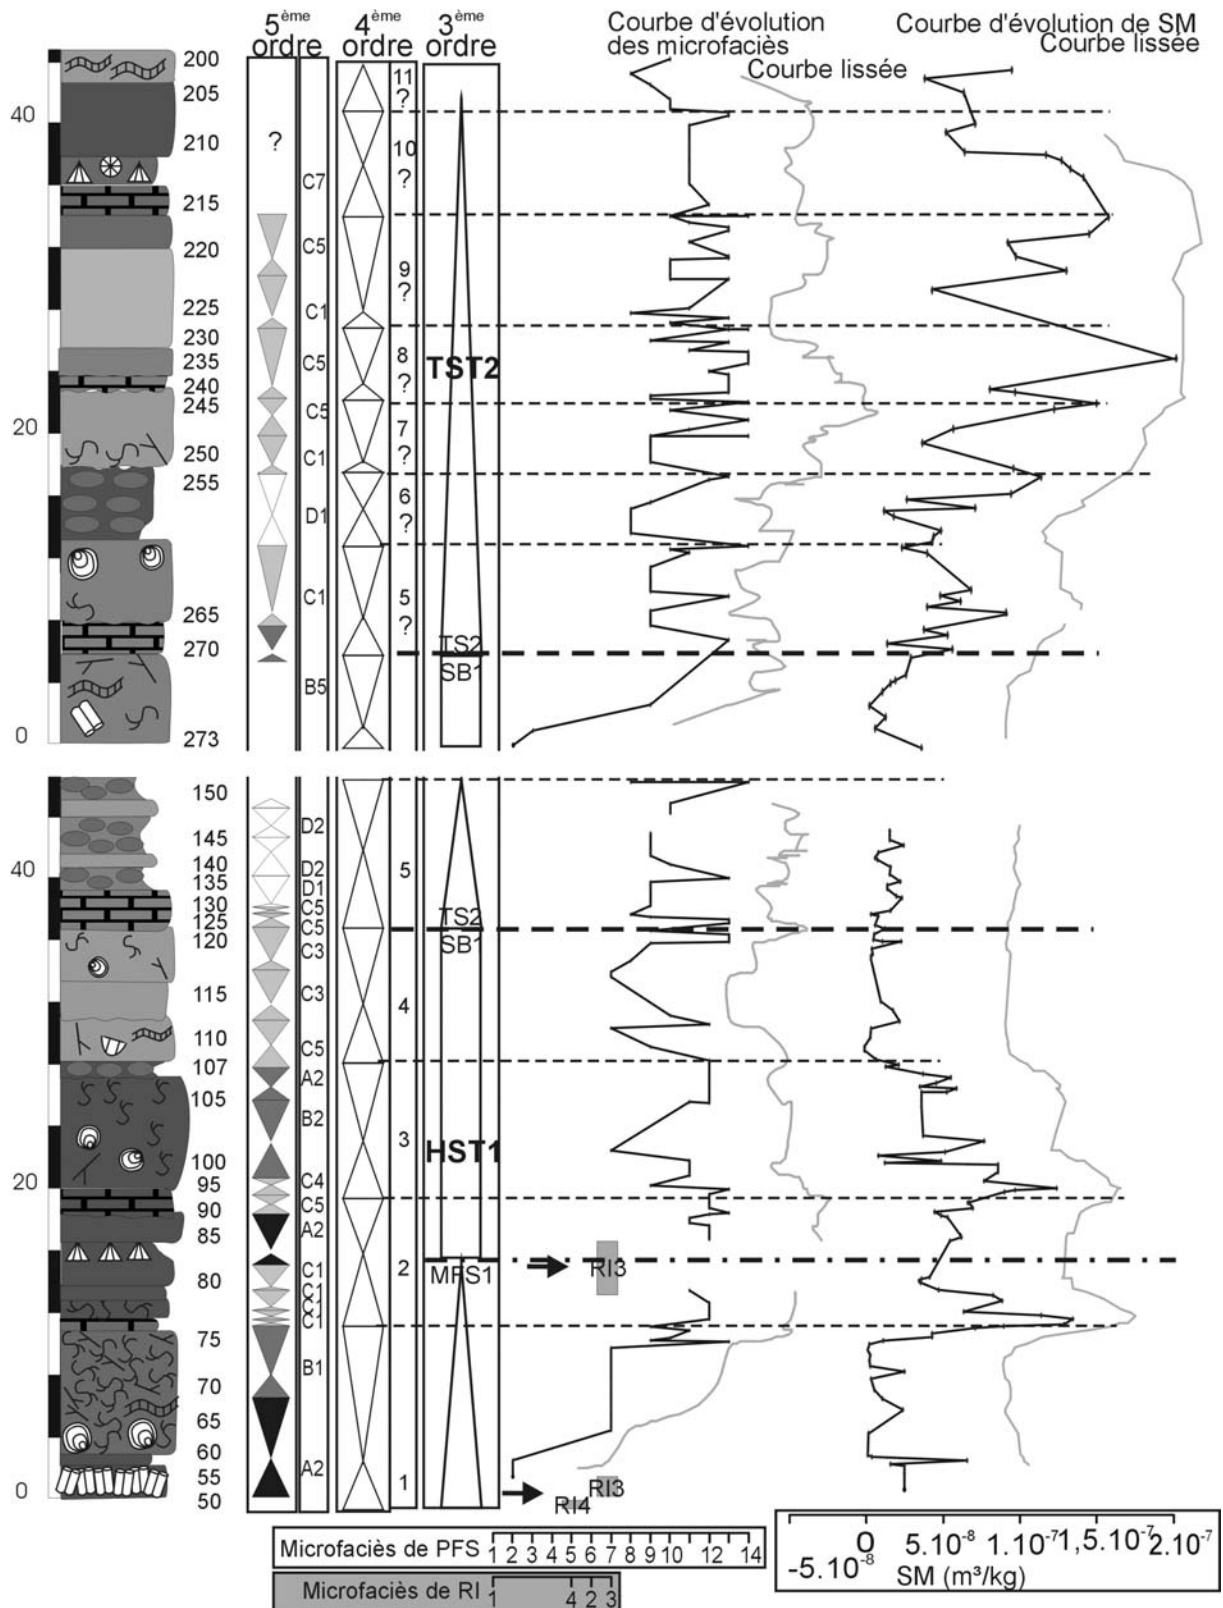 5ème ordre
4ème ordre
3ème ordre
Courbe d'évolution des microfaciès
Courbe lissée
Courbe d'évolution de SM
Courbe lissée
40
20
0
200
205
210
215
220
225
230
235
240
245
250
255
265
270
273
?
C7
C5
C1
C5
C5
C1
D1
C1
B5
11
?
10
?
9
?
8
?
7
?
6
?
5
?
TST2
TS2
SB1
40
20
0
150
145
140
135
130
125
120
115
110
107
105
100
95
90
85
80
75
70
65
60
55
50
D2
D2
D1
C5
C5
C3
C3
C5
A2
B2
C4
C5
A2
C1
C1
C1
C1
B1
A2
5
4
3
2
1
TS2
SB1
HST1
MFS1
RI3
RI3
RI4
Microfaciès de PFS 1 2 3 4 5 6 7 8 9 10 12 14
Microfaciès de RI 1 4 2 3
-5.10-8 0 5.10-8 1.10-7 1,5.10-7 2.10-7
SM (m³/kg)